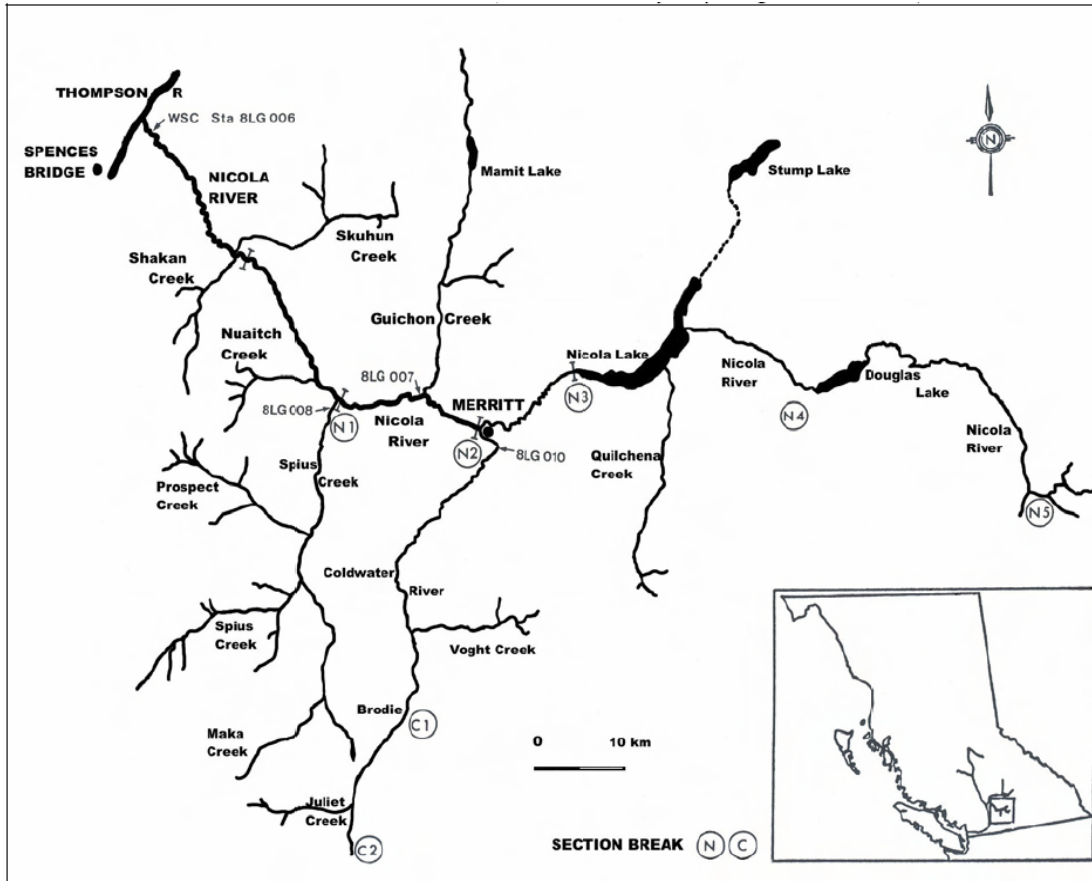 THOMPSON R
WSC Sta 8LG 006
SPENCES
BRIDGE
NICOLA
RIVER
Mamit Lake
Stump Lake
N
Skuhun
Creek
Shakan
Creek
Guichon Creek
Nuaitch
Creek
8LG 007
Nicola Lake
Nicola
River
Douglas
Lake
MERRITT
8LG 008
N1
Nicola
River
N2
8LG 010
N3
N4
Nicola
River
Quilchena
Creek
N5
Spius
Creek
Prospect
Creek
Coldwater
River
Spius
Creek
Voght Creek
Brodie
C1
Maka
Creek
0 10 km
Juliet
Creek
C2
SECTION BREAK N C